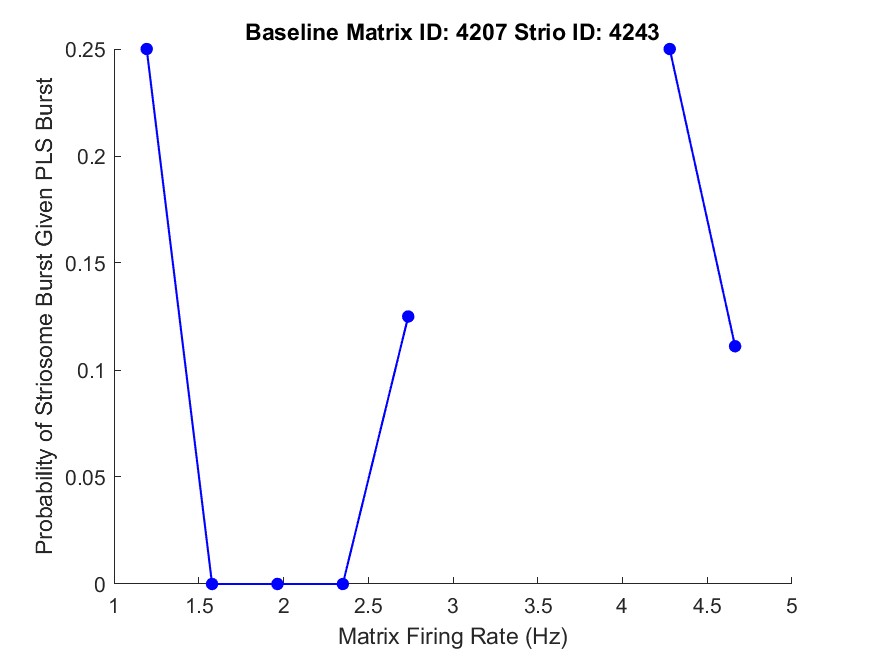 Baseline Matrix ID: 4207 Strio ID: 4243
Probability of Striosome Burst Given PLS Burst
0.25
0.2
0.15
0.1
0.05
0
1 1.5 2 2.5 3 3.5 4 4.5 5
Matrix Firing Rate (Hz)